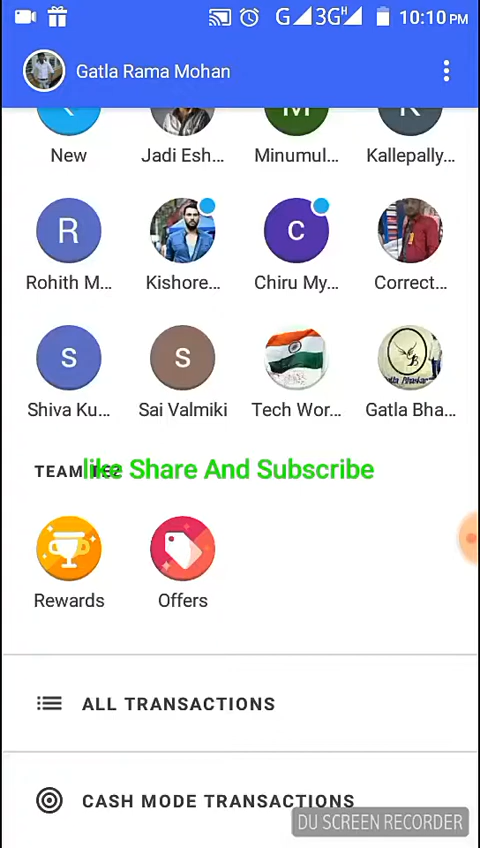 G 3G H 10:10 PM
Gatla Rama Mohan
New Jadi Esh... Minumul... Kallepally...
R C
Rohith M... Kishore... Chiru My... Correct...
S S
Shiva Ku... Sai Valmiki Tech Wor... Gatla Bha...
TEAM TEZ
like Share And Subscribe
Rewards Offers
ALL TRANSACTIONS
CASH MODE TRANSACTIONS
DU SCREEN RECORDER